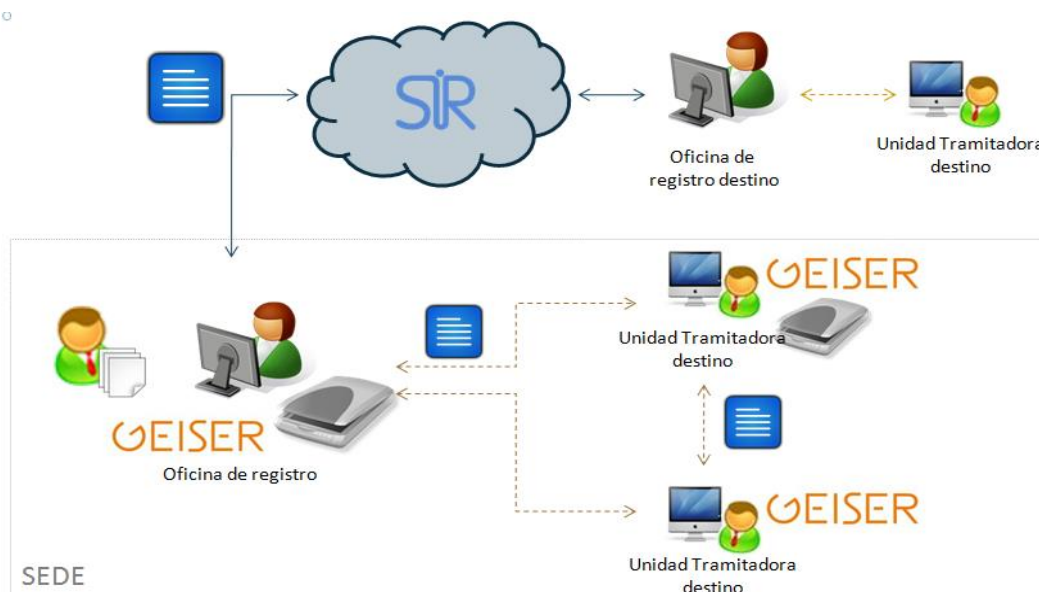 SIR
Oficina de
registro destino
Unidad Tramitadora
destino
GEISER
Unidad Tramitadora
destino
GEISER
Oficina de registro
GEISER
Unidad Tramitadora
destino
SEDE